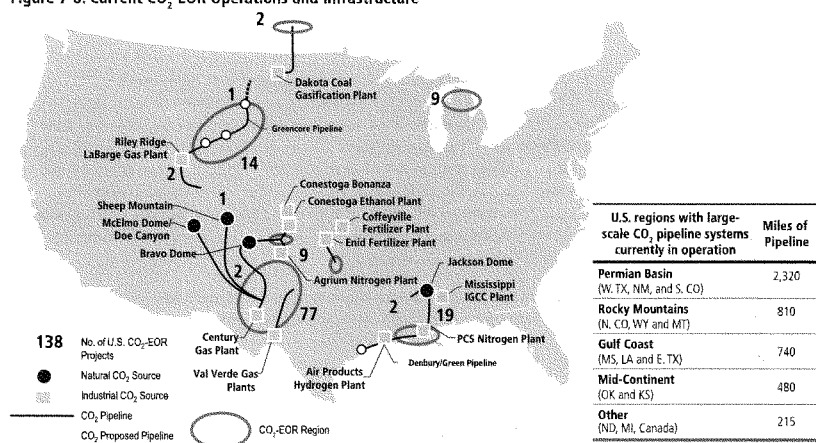 Figure 7-6. Current CO₂ EOR Operations and Infrastructure
2
Dakota Coal
Gasification Plant
1
9
Greencore Pipeline
Riley Ridge
LaBarge Gas Plant
14
2
Conestoga Bonanza
1
Conestoga Ethanol Plant
Sheep Mountain
Coffeyville
Fertilizer Plant
McElmo Dome/
Doe Canyon
Enid Fertilizer Plant
Bravo Dome
9
Jackson Dome
2
Agrium Nitrogen Plant
Mississippi
IGCC Plant
2
77
19
Century
Gas Plant
PCS Nitrogen Plant
Val Verde Gas
Plants
Air Products
Hydrogen Plant
Denbury/Green Pipeline
138 No. of U.S. CO₂-EOR
Projects
Natural CO₂ Source
Industrial CO₂ Source
CO₂ Pipeline
CO₂ Proposed Pipeline
CO₂-EOR Region
U.S. regions with large-
scale CO₂ pipeline systems
currently in operation
Miles of
Pipeline
Permian Basin 2,320
(W. TX, NM, and S. CO)
Rocky Mountains 810
(N. CO, WY and MT)
Gulf Coast 740
(MS, LA and E. TX)
Mid-Continent 480
(OK and KS)
Other 215
(ND, MI, Canada)